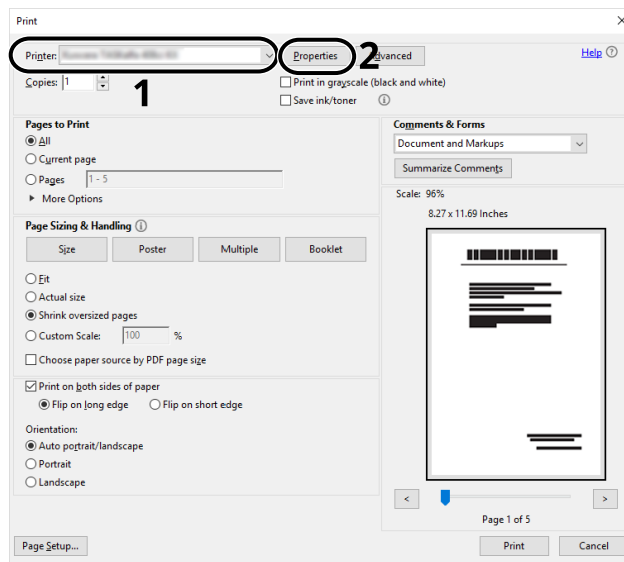 Print
Printer:
Properties
2
Advanced
Help
Copies: 1
1
Print in grayscale (black and white)
Save ink/toner
Pages to Print
All
Current page
Pages 1 - 5
More Options
Comments & Forms
Document and Markups
Summarize Comments
Scale: 96%
8.27 x 11.69 Inches
Page Sizing & Handling
Size Poster Multiple Booklet
Fit
Actual size
Shrink oversized pages
Custom Scale: 100 %
Choose paper source by PDF page size
Print on both sides of paper
Flip on long edge Flip on short edge
Orientation:
Auto portrait/landscape
Portrait
Landscape
< >
Page 1 of 5
Page Setup... Print Cancel